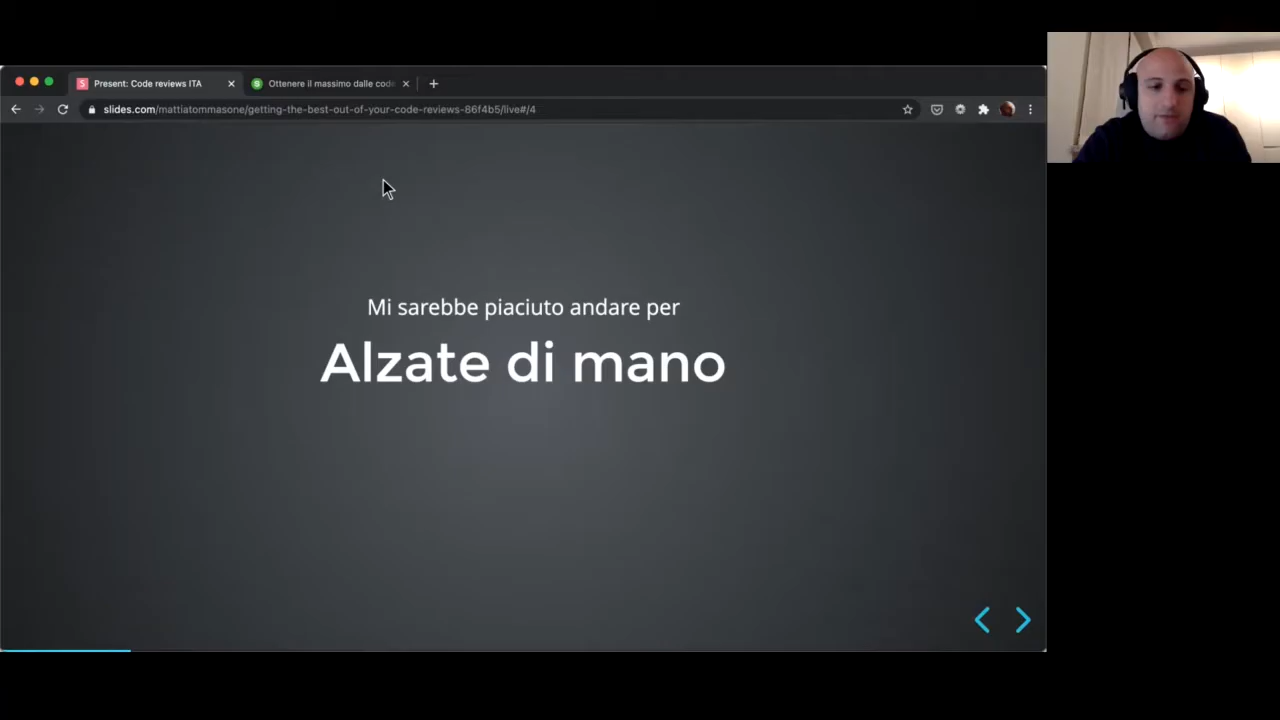 Present: Code reviews ITA
Ottenere il massimo dalle code
slides.com/mattiatommasone/getting-the-best-out-of-your-code-reviews-86f4b5/live#/4
Mi sarebbe piaciuto andare per
Alzate di mano